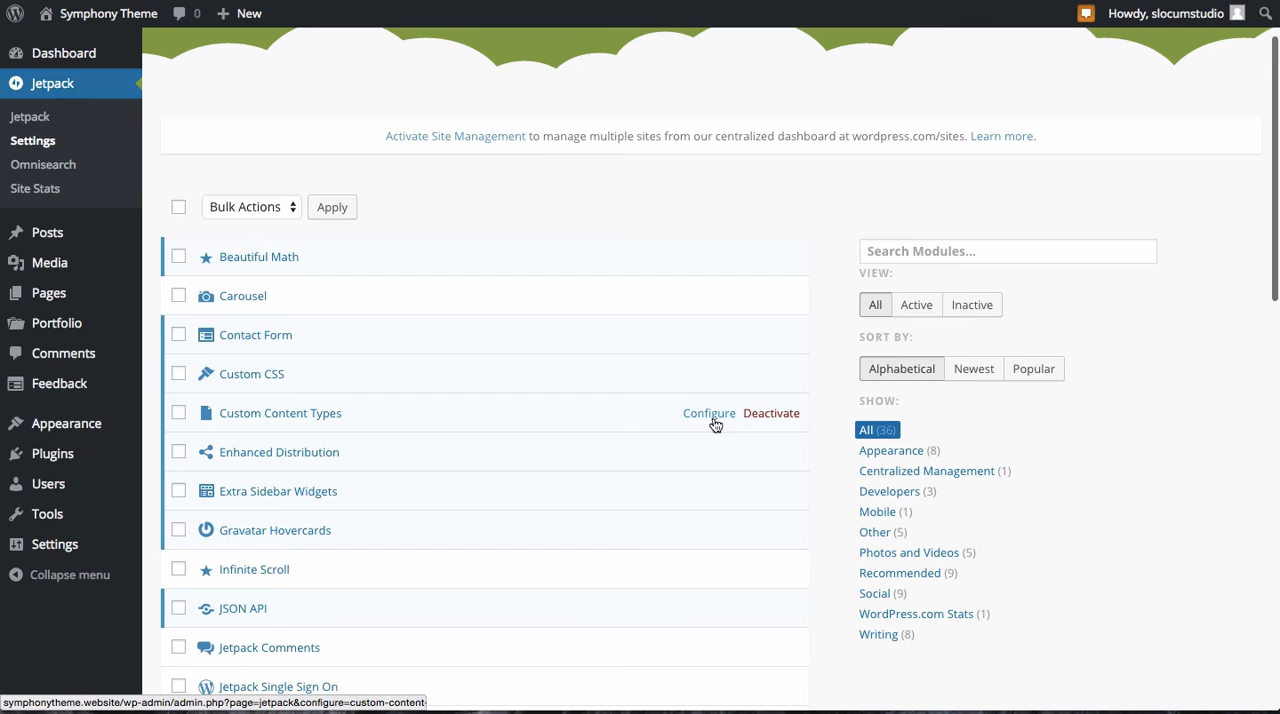 Symphony Theme 0 + New Howdy, slocumstudio
Dashboard
Jetpack
Jetpack
Settings
Omnisearch
Site Stats
Posts
Media
Pages
Portfolio
Comments
Feedback
Appearance
Plugins
Users
Tools
Settings
Collapse menu
Activate Site Management to manage multiple sites from our centralized dashboard at wordpress.com/sites. Learn more.
Bulk Actions Apply
Beautiful Math
Carousel
Contact Form
Custom CSS
Custom Content Types Configure Deactivate
Enhanced Distribution
Extra Sidebar Widgets
Gravatar Hovercards
Infinite Scroll
JSON API
Jetpack Comments
Jetpack Single Sign On
Search Modules...
VIEW:
All Active Inactive
SORT BY:
Alphabetical Newest Popular
SHOW:
All (36)
Appearance (8)
Centralized Management (1)
Developers (3)
Mobile (1)
Other (5)
Photos and Videos (5)
Recommended (9)
Social (9)
WordPress.com Stats (1)
Writing (8)
symphonytheme.website/wp-admin/admin.php?page=jetpack&configure=custom-content-